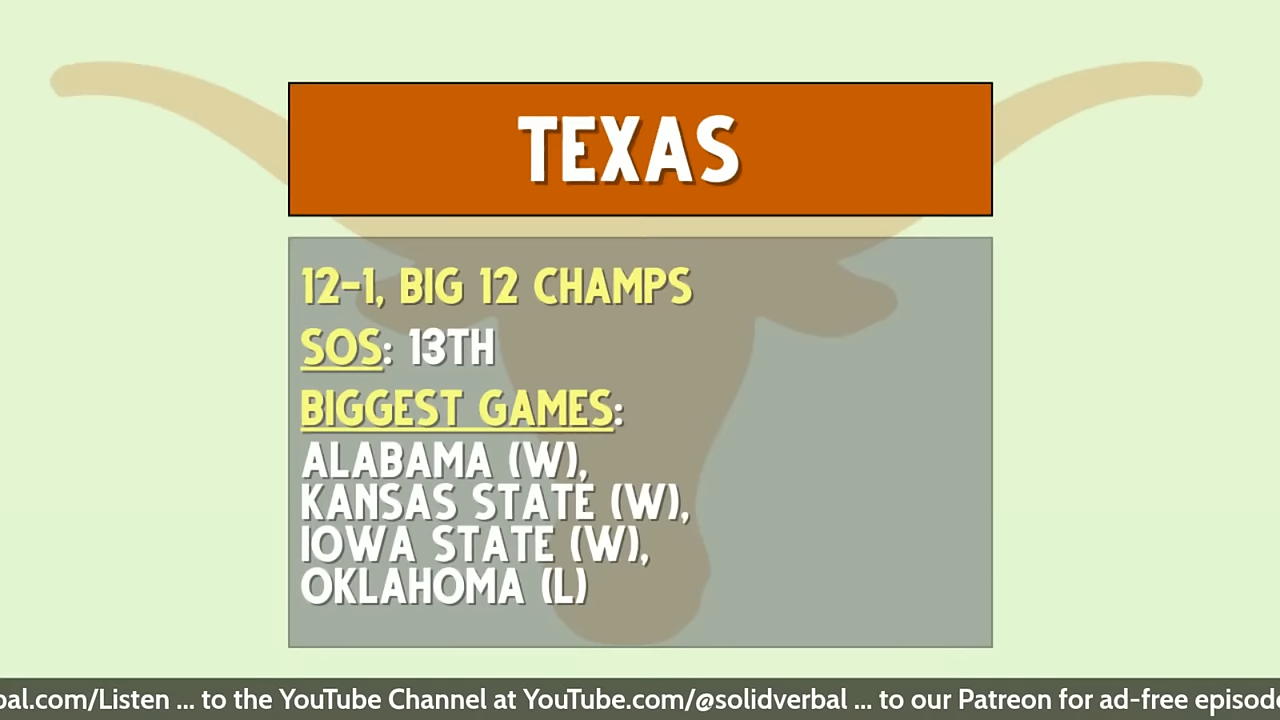 TEXAS
12-1, BIG 12 CHAMPS
SOS: 13TH
BIGGEST GAMES:
ALABAMA (W),
KANSAS STATE (W),
IOWA STATE (W),
OKLAHOMA (L)
bal.com/Listen ... to the YouTube Channel at YouTube.com/@solidverbal ... to our Patreon for ad-free episode